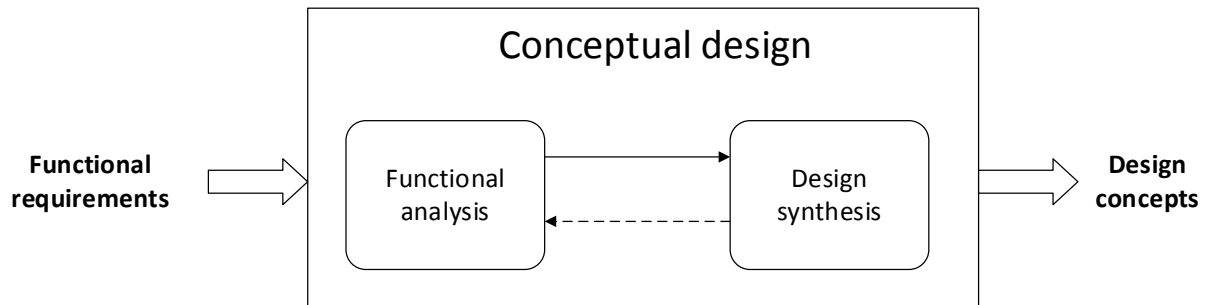 Conceptual design
Functional
requirements
Functional
analysis
Design
synthesis
Design
concepts